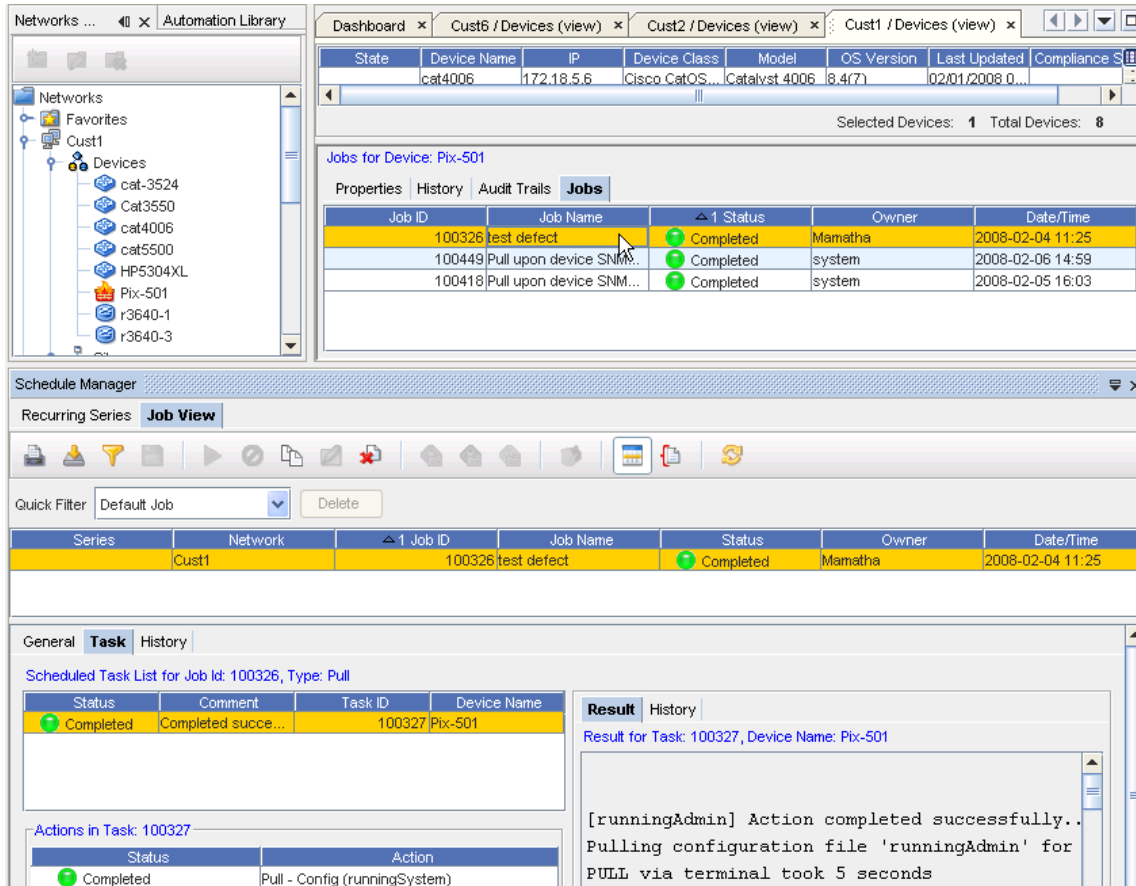 Networks ... Automation Library
Networks
Favorites
Cust1
Devices
cat-3524
Cat3550
cat4006
cat5500
HP5304XL
Pix-501
r3640-1
r3640-3
Dashboard Cust6 / Devices (view) Cust2 / Devices (view) Cust1 / Devices (view)
State Device Name IP Device Class Model OS Version Last Updated Compliance S
cat4006 172.18.5.6 Cisco CatOS... Catalyst 4006 8.4(7) 02/01/2008 0...
Selected Devices: 1 Total Devices: 8
Jobs for Device: Pix-501
Properties History Audit Trails Jobs
Job ID Job Name 1 Status Owner Date/Time
100326 test defect Completed Mamatha 2008-02-04 11:25
100449 Pull upon device SNM... Completed system 2008-02-06 14:59
100418 Pull upon device SNM... Completed system 2008-02-05 16:03
Schedule Manager
Recurring Series Job View
Quick Filter Default Job Delete
Series Network 1 Job ID Job Name Status Owner Date/Time
Cust1 100326 test defect Completed Mamatha 2008-02-04 11:25
General Task History
Scheduled Task List for Job Id: 100326, Type: Pull
Status Comment Task ID Device Name
Completed Completed succe... 100327 Pix-501
Actions in Task: 100327
Status Action
Completed Pull - Config (runningSystem)
Result History
Result for Task: 100327, Device Name: Pix-501
[runningAdmin] Action completed successfully..
Pulling configuration file 'runningAdmin' for
PULL via terminal took 5 seconds